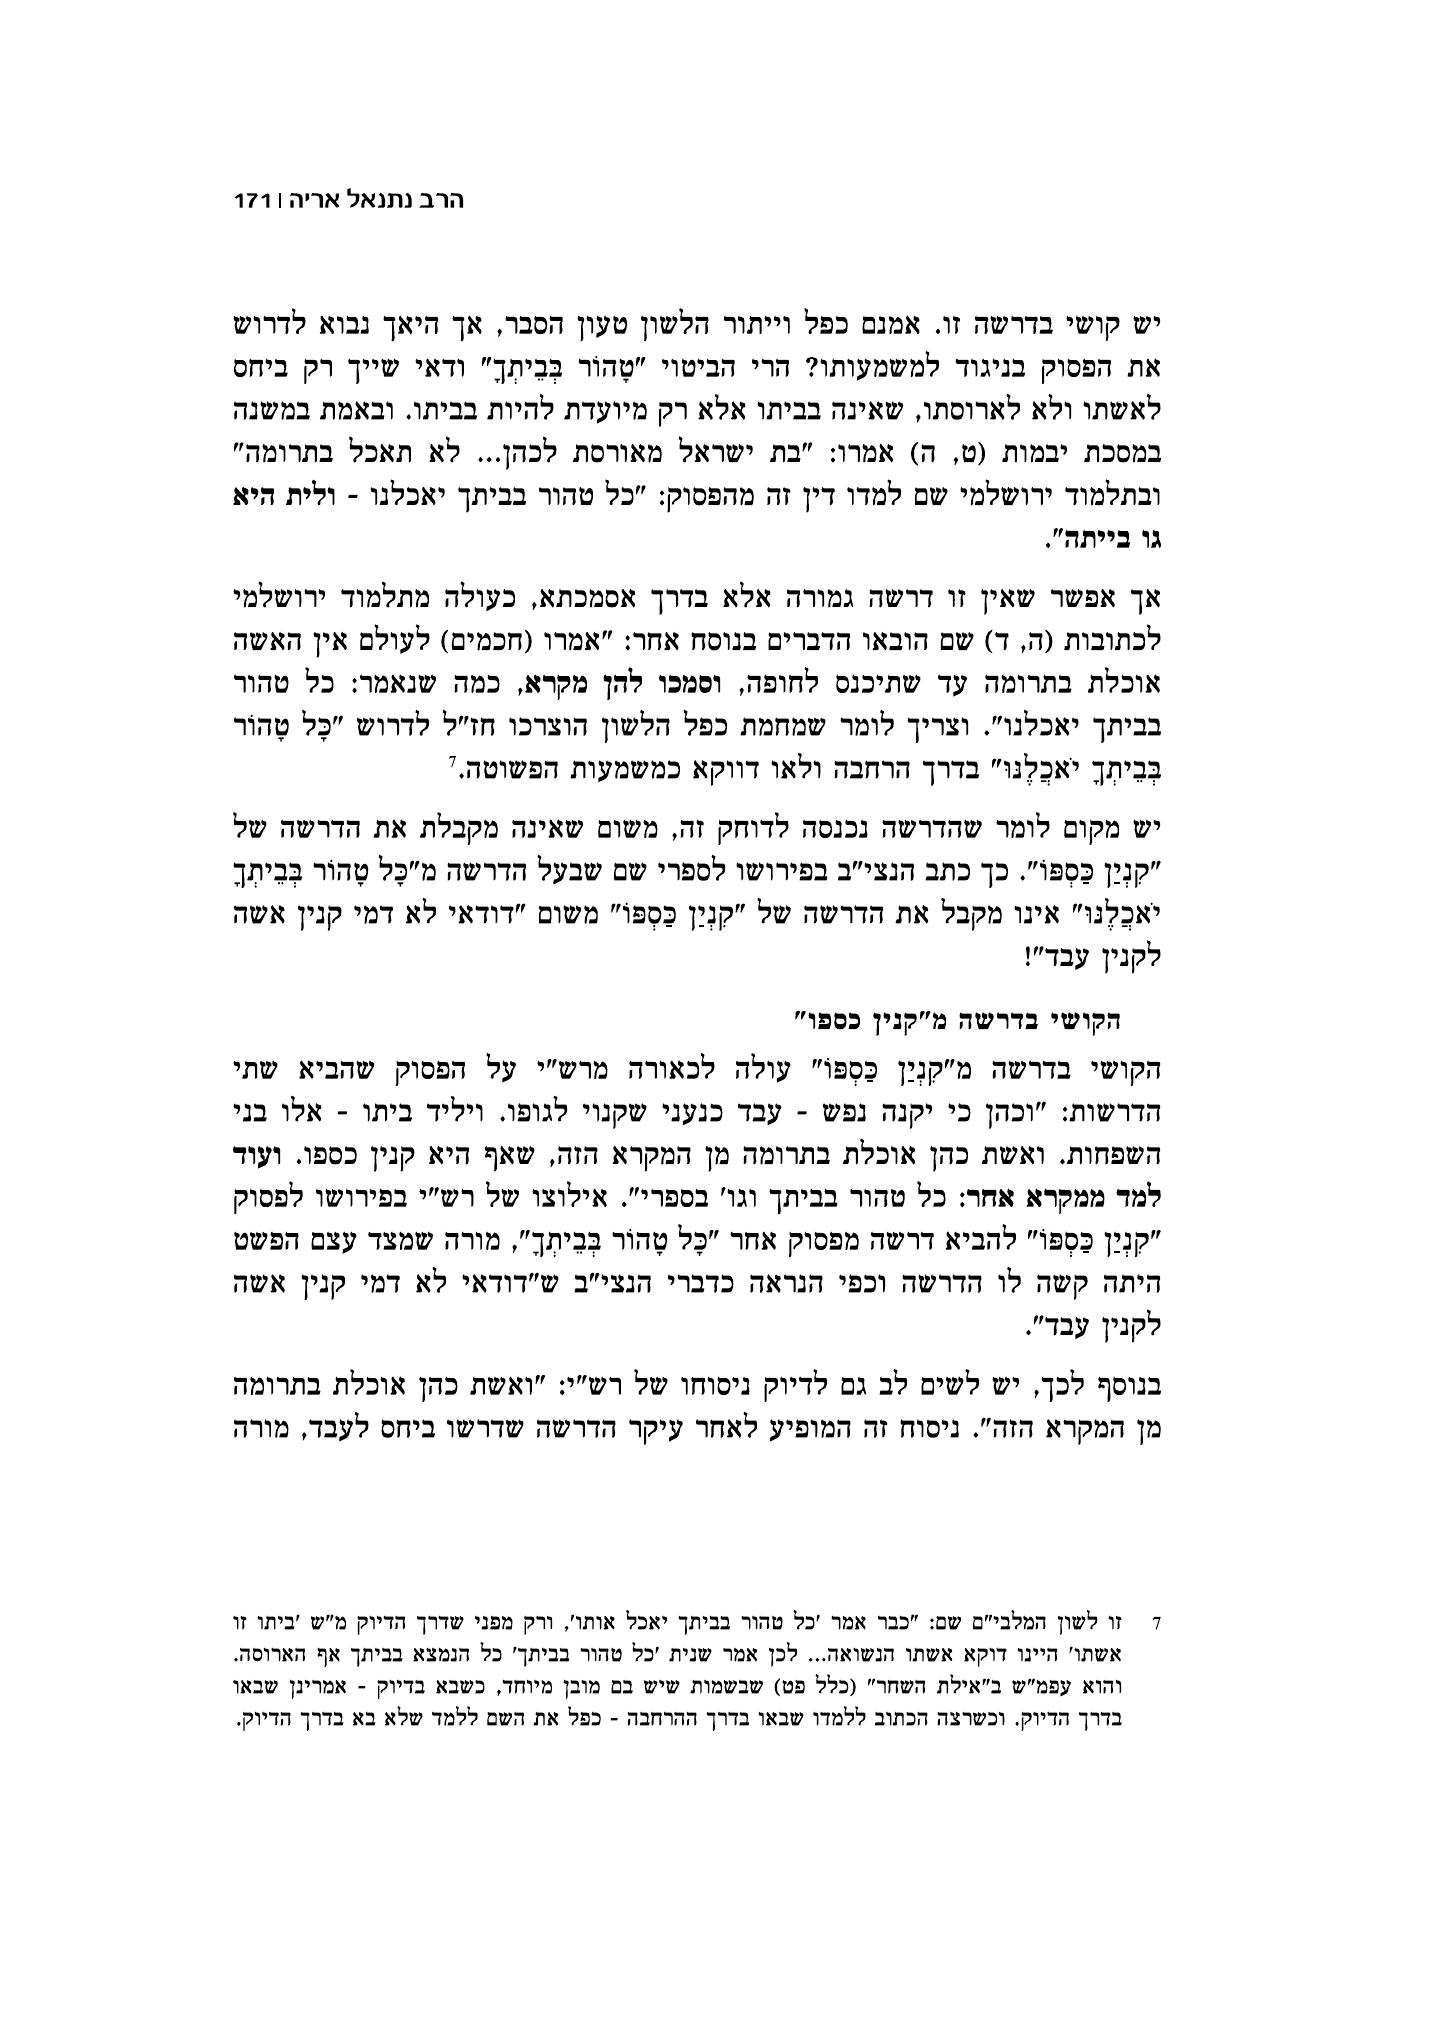 הרב נתנאל אריה | 171
יש קושי בדרשה זו. אמנם כפל וייתור הלשון טעון הסבר, אך היאך נבוא לדרוש
את הפסוק בניגוד למשמעותו? הרי הביטוי "טָהוֹר בְּבֵיתְךָ" ודאי שייך רק ביחס
לאשתו ולא לארוסתו, שאינה בביתו אלא רק מיועדת להיות בביתו. ובאמת במשנה
במסכת יבמות (ט, ה) אמרו: "בת ישראל מאורסת לכהן... לא תאכל בתרומה"
ובתלמוד ירושלמי שם למדו דין זה מהפסוק: "כל טהור בביתך יאכלנו - ולית היא
גו בייתה".
אך אפשר שאין זו דרשה גמורה אלא בדרך אסמכתא, כעולה מתלמוד ירושלמי
לכתובות (ה, ד) שם הובאו הדברים בנוסח אחר: "אמרו (חכמים) לעולם אין האשה
אוכלת בתרומה עד שתיכנס לחופה, וסמכו להן מקרא, כמה שנאמר: כל טהור
בביתך יאכלנו". וצריך לומר שמחמת כפל הלשון הוצרכו חז"ל לדרוש "כָּל טָהוֹר
בְּבֵיתְךָ יֹאכֲלֶנּוּ" בדרך הרחבה ולאו דווקא כמשמעות הפשוטה.7
יש מקום לומר שהדרשה נכנסה לדוחק זה, משום שאינה מקבלת את הדרשה של
"קִנְיַן כַּסְפּוֹ". כך כתב הנצי"ב בפירושו לספרי שם שבעל הדרשה מ"כָּל טָהוֹר בְּבֵיתְךָ
יֹאכֲלֶנּוּ" אינו מקבל את הדרשה של "קִנְיַן כַּסְפּוֹ" משום "דודאי לא דמי קנין אשה
לקנין עבד"!
הקושי בדרשה מ"קנין כספו"
הקושי בדרשה מ"קִנְיַן כַּסְפּוֹ" עולה לכאורה מרש"י על הפסוק שהביא שתי
הדרשות: "וכהן כי יקנה נפש - עבד כנעני שקנוי לגופו. ויליד ביתו - אלו בני
השפחות. ואשת כהן אוכלת בתרומה מן המקרא הזה, שאף היא קנין כספו. ועוד
למד ממקרא אחר: כל טהור בביתך וגו' בספרי". אילוצו של רש"י בפירושו לפסוק
"קִנְיַן כַּסְפּוֹ" להביא דרשה מפסוק אחר "כָּל טָהוֹר בְּבֵיתְךָ", מורה שמצד עצם הפשט
היתה קשה לו הדרשה וכפי הנראה כדברי הנצי"ב ש"דודאי לא דמי קנין אשה
לקנין עבד".
בנוסף לכך, יש לשים לב גם לדיוק ניסוחו של רש"י: "ואשת כהן אוכלת בתרומה
מן המקרא הזה". ניסוח זה המופיע לאחר עיקר הדרשה שדרשו ביחס לעבד, מורה
7 זו לשון המלבי"ם שם: "כבר אמר 'כל טהור בביתך יאכל אותו', ורק מפני שדרך הדיוק מ"ש 'ביתו זו
אשתו' היינו דוקא אשתו הנשואה... לכן אמר שנית 'כל טהור בביתך' כל הנמצא בביתך אף הארוסה.
והוא עפמ"ש ב"אילת השחר" (כלל פט) שבשמות שיש בם מובן מיוחד, כשבא בדיוק - אמרינן שבאו
בדרך הדיוק. וכשרצה הכתוב ללמדו שבאו בדרך ההרחבה - כפל את השם ללמד שלא בא בדרך הדיוק.